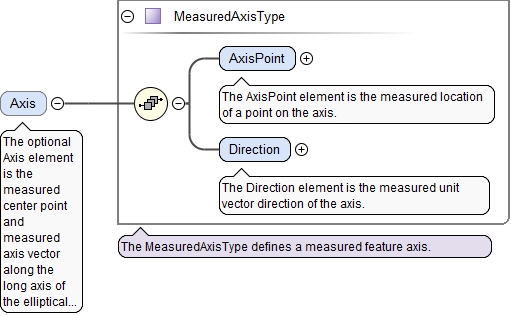 MeasuredAxisType
AxisPoint
The AxisPoint element is the measured location
of a point on the axis.
Axis
The optional
Axis element
is the
measured
center point
and
measured
axis vector
along the
long axis of
the elliptical...
Direction
The Direction element is the measured unit
vector direction of the axis.
The MeasuredAxisType defines a measured feature axis.